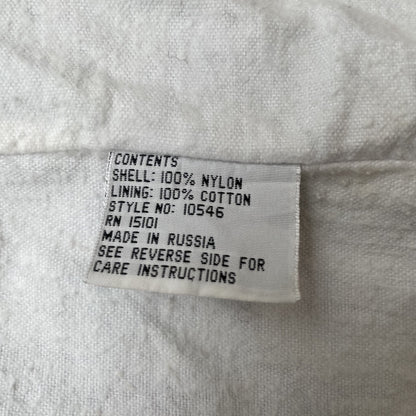 CONTENTS
SHELL: 100% NYLON
LINING: 100% COTTON
STYLE NO: 10546
RN 15101
MADE IN RUSSIA
SEE REVERSE SIDE FOR
CARE INSTRUCTIONS